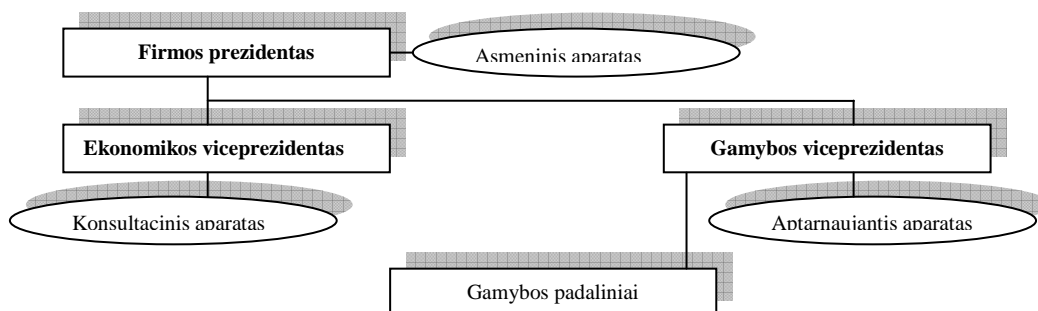 Firmos prezidentas
Asmeninis aparatas
Ekonomikos viceprezidentas
Gamybos viceprezidentas
Konsultacinis aparatas
Aptarnaujantis aparatas
Gamybos padaliniai